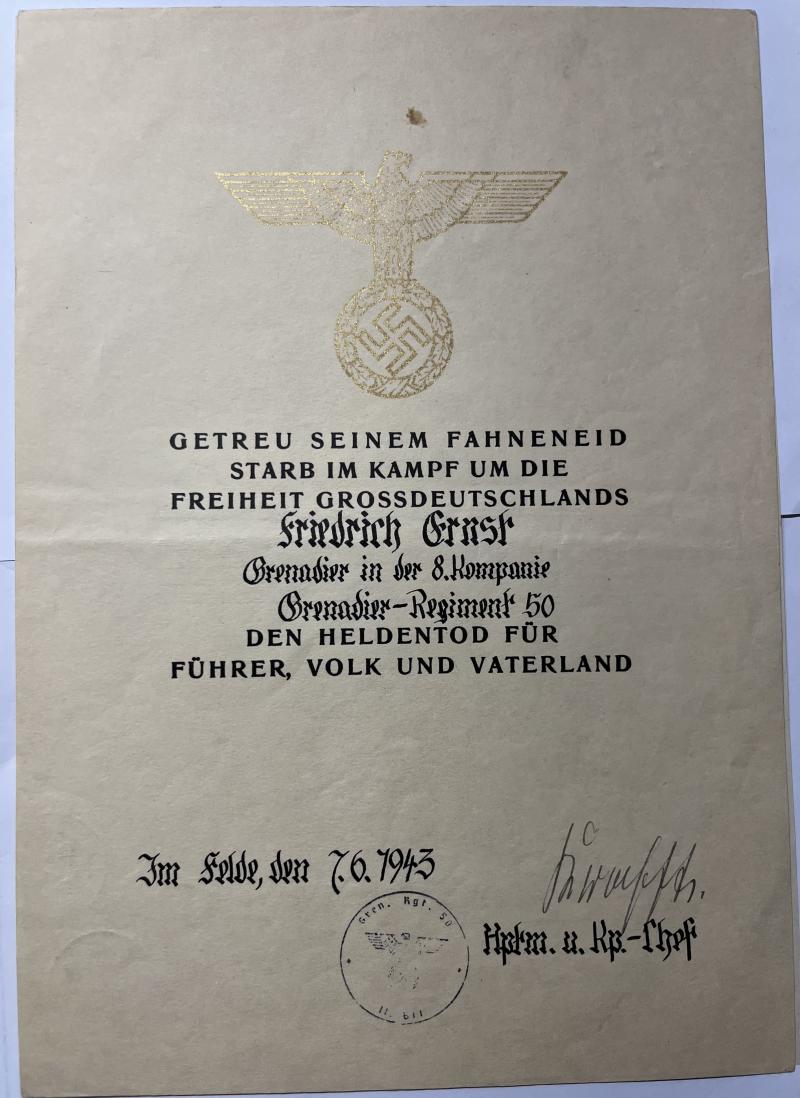 GETREU SEINEM FAHNENEID
STARB IM KAMPF UM DIE
FREIHEIT GROSSDEUTSCHLANDS
Friedrich Ernst
Grenadier in der 8.Kompanie
Grenadier-Regiment 50
DEN HELDENTOD FÜR
FÜHRER, VOLK UND VATERLAND
Im Felde, den 7.6.1943
Gren. Rgt. 50
Hptm. u. Kp.-Chef